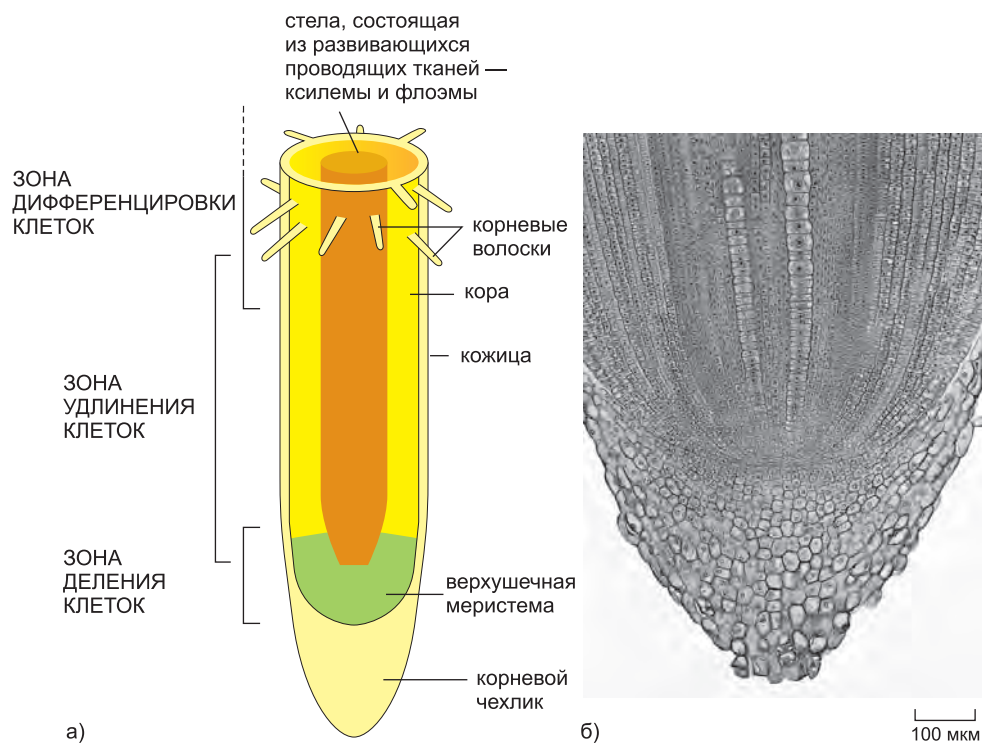 стела, состоящая
из развивающихся
проводящих тканей —
ксилемы и флоэмы
ЗОНА
ДИФФЕРЕНЦИРОВКИ
КЛЕТОК
корневые
волоски
кора
кожица
ЗОНА
УДЛИНЕНИЯ
КЛЕТОК
ЗОНА
ДЕЛЕНИЯ
КЛЕТОК
верхушечная
меристема
корневой
чехлик
а)
б)
100 мкм